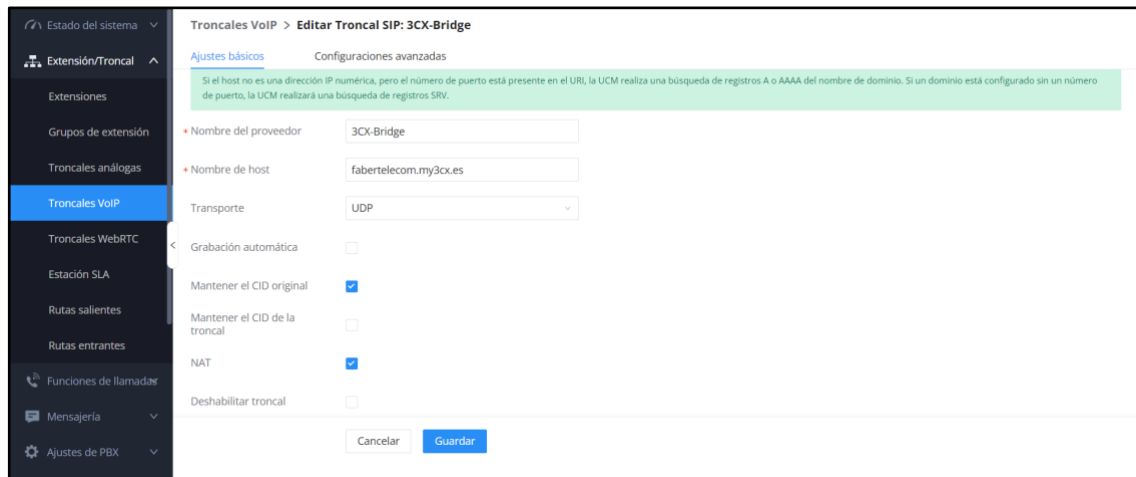 Estado del sistema
Extensión/Troncal
Extensiones
Grupos de extensión
Troncales análogas
Troncales VoIP
Troncales WebRTC
Estación SLA
Rutas salientes
Rutas entrantes
Funciones de llamadas
Mensajería
Ajustes de PBX
Troncales VoIP > Editar Troncal SIP: 3CX-Bridge
Ajustes básicos Configuraciones avanzadas
Si el host no es una dirección IP numérica, pero el número de puerto está presente en el URI, la UCM realiza una búsqueda de registros A o AAAA del nombre de dominio. Si un dominio está configurado sin un número
de puerto, la UCM realizará una búsqueda de registros SRV.
* Nombre del proveedor 3CX-Bridge
* Nombre de host fabertelecom.my3cx.es
Transporte UDP
Grabación automática
Mantener el CID original
Mantener el CID de la
troncal
NAT
Deshabilitar troncal
Cancelar Guardar